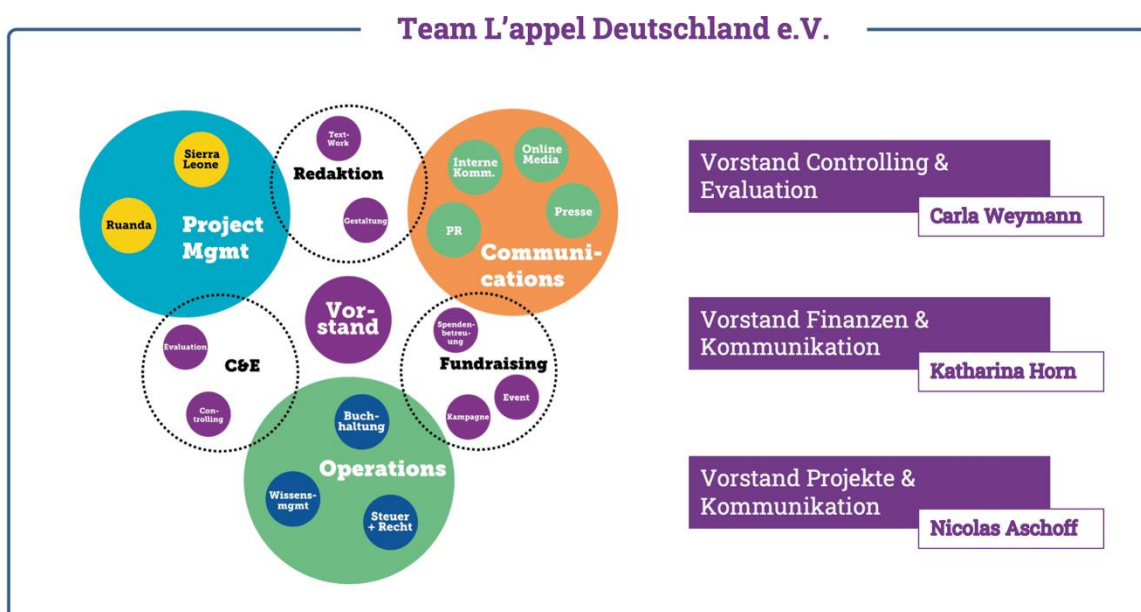 Team L’appel Deutschland e.V.
Sierra
Leone
Ruanda
Project
Mgmt
Text-
Work
Redaktion
Gestaltung
Interne
Komm.
Online
Media
PR
Presse
Communi-
cations
Vor-
stand
Evaluation
C&E
Con-
trolling
Spenden-
betreu-
ung
Fundraising
Event
Kampagne
Buch-
haltung
Operations
Wissens-
mgmt
Steuer
+ Recht
Vorstand Controlling &
Evaluation
Carla Weymann
Vorstand Finanzen &
Kommunikation
Katharina Horn
Vorstand Projekte &
Kommunikation
Nicolas Aschoff